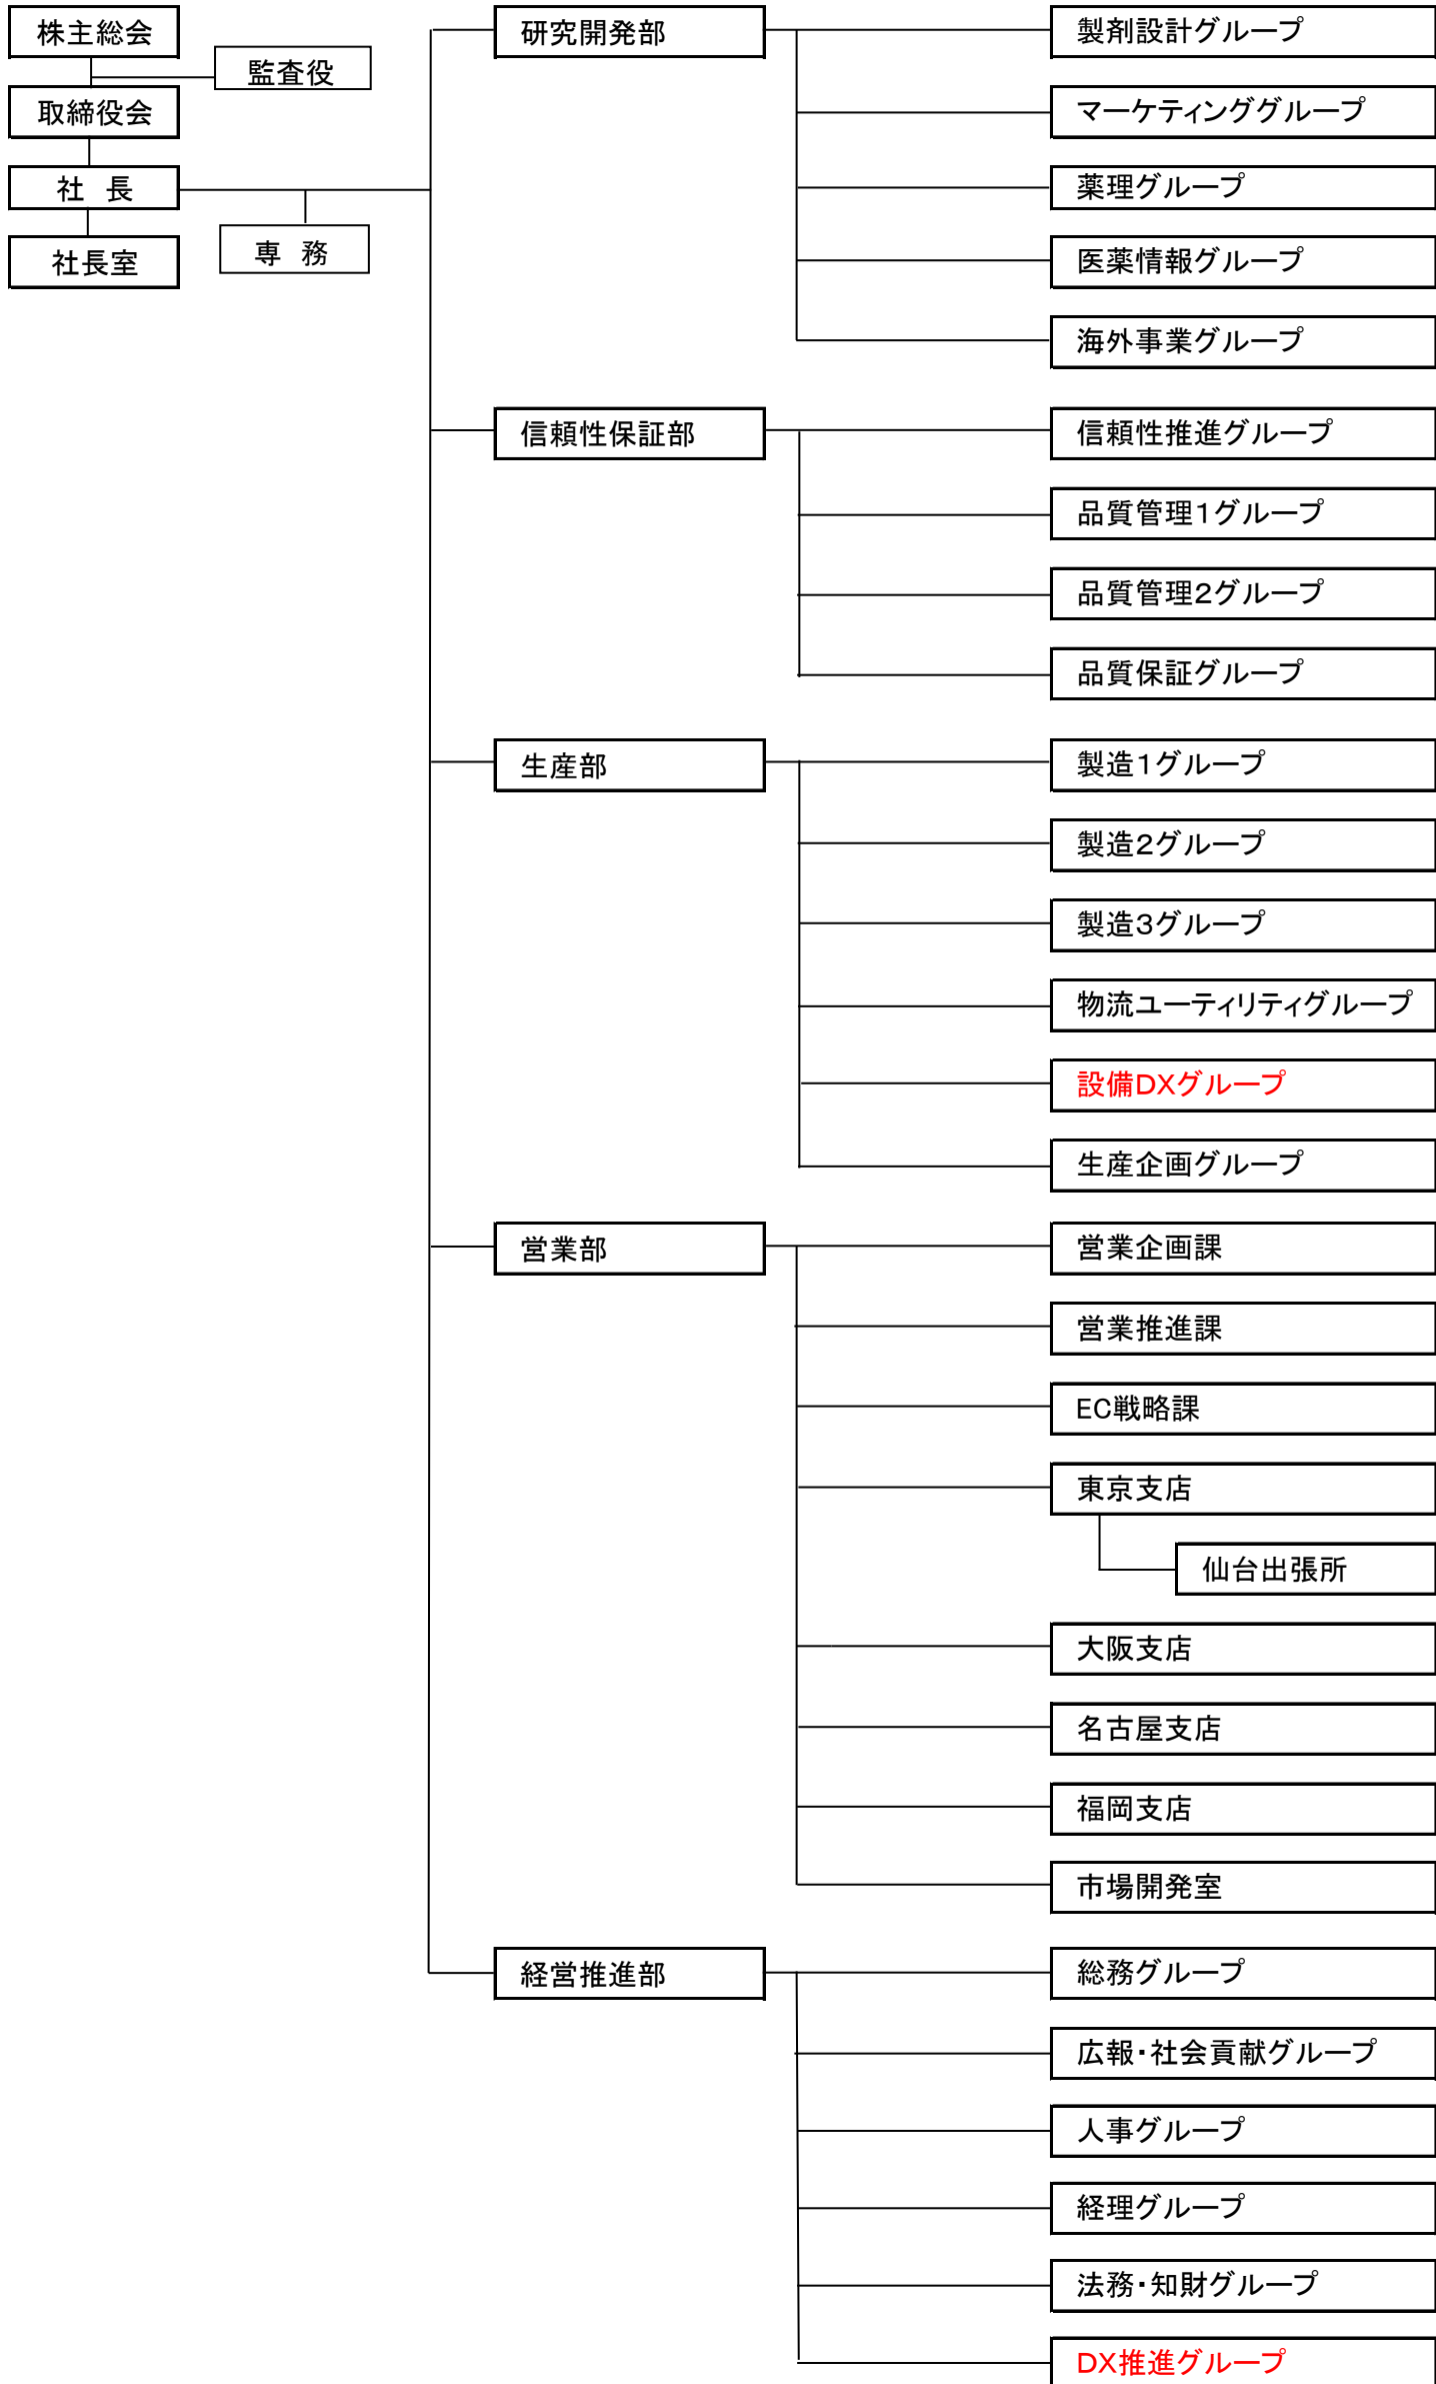 株主総会
監査役
取締役会
社　長
専　務
社長室
研究開発部
製剤設計グループ
マーケティンググループ
薬理グループ
医薬情報グループ
海外事業グループ
信頼性保証部
信頼性推進グループ
品質管理1グループ
品質管理2グループ
品質保証グループ
生産部
製造1グループ
製造2グループ
製造3グループ
物流ユーティリティグループ
設備DXグループ
生産企画グループ
営業部
営業企画課
営業推進課
EC戦略課
東京支店
仙台出張所
大阪支店
名古屋支店
福岡支店
市場開発室
経営推進部
総務グループ
広報・社会貢献グループ
人事グループ
経理グループ
法務・知財グループ
DX推進グループ